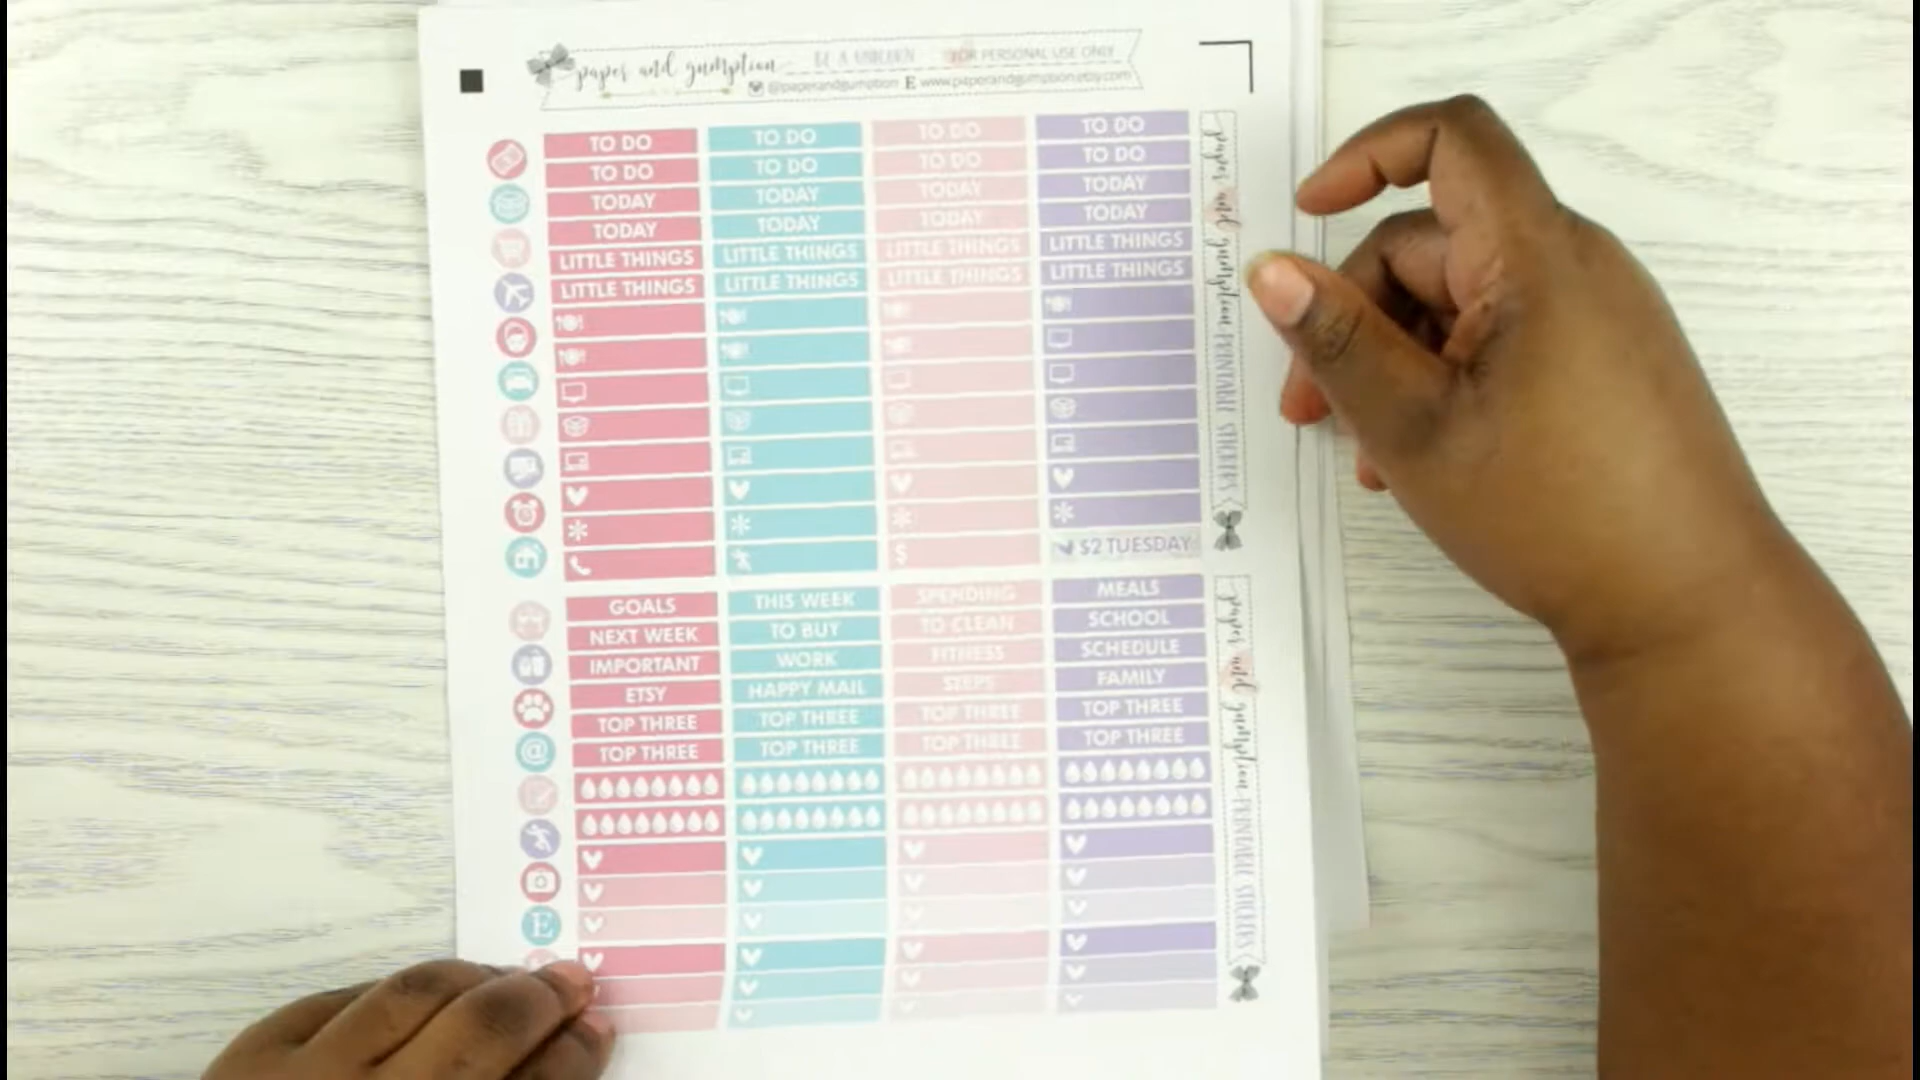 paper and gumption BE A UNICORN FOR PERSONAL USE ONLY
@paperandgumption E www.paperandgumption.etsy.com
TO DO TO DO TO DO TO DO
TO DO TO DO TO DO TO DO
TODAY TODAY TODAY TODAY
TODAY TODAY TODAY TODAY
LITTLE THINGS LITTLE THINGS LITTLE THINGS LITTLE THINGS
LITTLE THINGS LITTLE THINGS LITTLE THINGS LITTLE THINGS
$
$2 TUESDAY
paper and gumption PRINTABLE STICKERS
GOALS THIS WEEK SPENDING MEALS
NEXT WEEK TO BUY TO CLEAN SCHOOL
IMPORTANT WORK FITNESS SCHEDULE
ETSY HAPPY MAIL STEPS FAMILY
TOP THREE TOP THREE TOP THREE TOP THREE
TOP THREE TOP THREE TOP THREE TOP THREE
@
E
paper and gumption PRINTABLE STICKERS